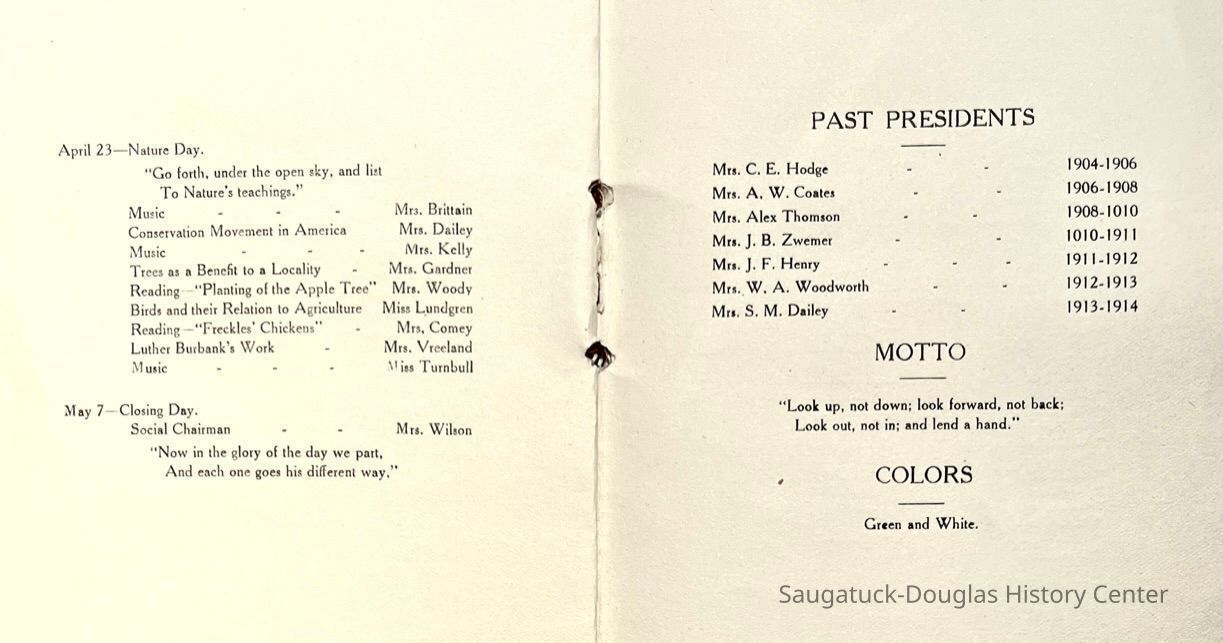 April 23—Nature Day.
"Go forth, under the open sky, and list
To Nature's teachings."
Music - - - Mrs. Brittain
Conservation Movement in America Mrs. Dailey
Music - - - Mrs. Kelly
Trees as a Benefit to a Locality - Mrs. Gardner
Reading—"Planting of the Apple Tree" Mrs. Woody
Birds and their Relation to Agriculture Miss Lundgren
Reading—"Freckles' Chickens" - Mrs, Comey
Luther Burbank's Work - Mrs. Vreeland
Music - - - Miss Turnbull
May 7—Closing Day.
Social Chairman - - Mrs. Wilson
"Now in the glory of the day we part,
And each one goes his different way."
PAST PRESIDENTS
Mrs. C. E. Hodge - - 1904-1906
Mrs. A. W. Coates - - 1906-1908
Mrs. Alex Thomson - - 1908-1010
Mrs. J. B. Zwemer - - 1010-1911
Mrs. J. F. Henry - - - 1911-1912
Mrs. W. A. Woodworth - - 1912-1913
Mrs. S. M. Dailey - - 1913-1914
MOTTO
"Look up, not down; look forward, not back;
Look out, not in; and lend a hand."
COLORS
Green and White.
Saugatuck-Douglas History Center